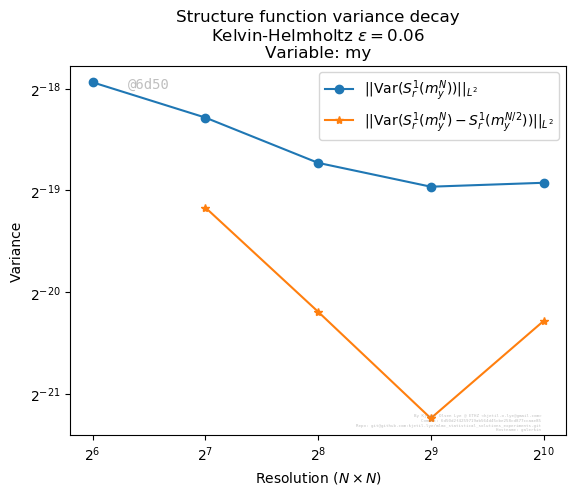 Structure function variance decay
Kelvin-Helmholtz ε = 0.06
Variable: my
@6d50
||Var(S_r^1(m_y^N))||_{L^2}
||Var(S_r^1(m_y^N) − S_r^1(m_y^{N/2}))||_{L^2}
Variance
2^{−18}
2^{−19}
2^{−20}
2^{−21}
2^6 2^7 2^8 2^9 2^{10}
Resolution (N × N)